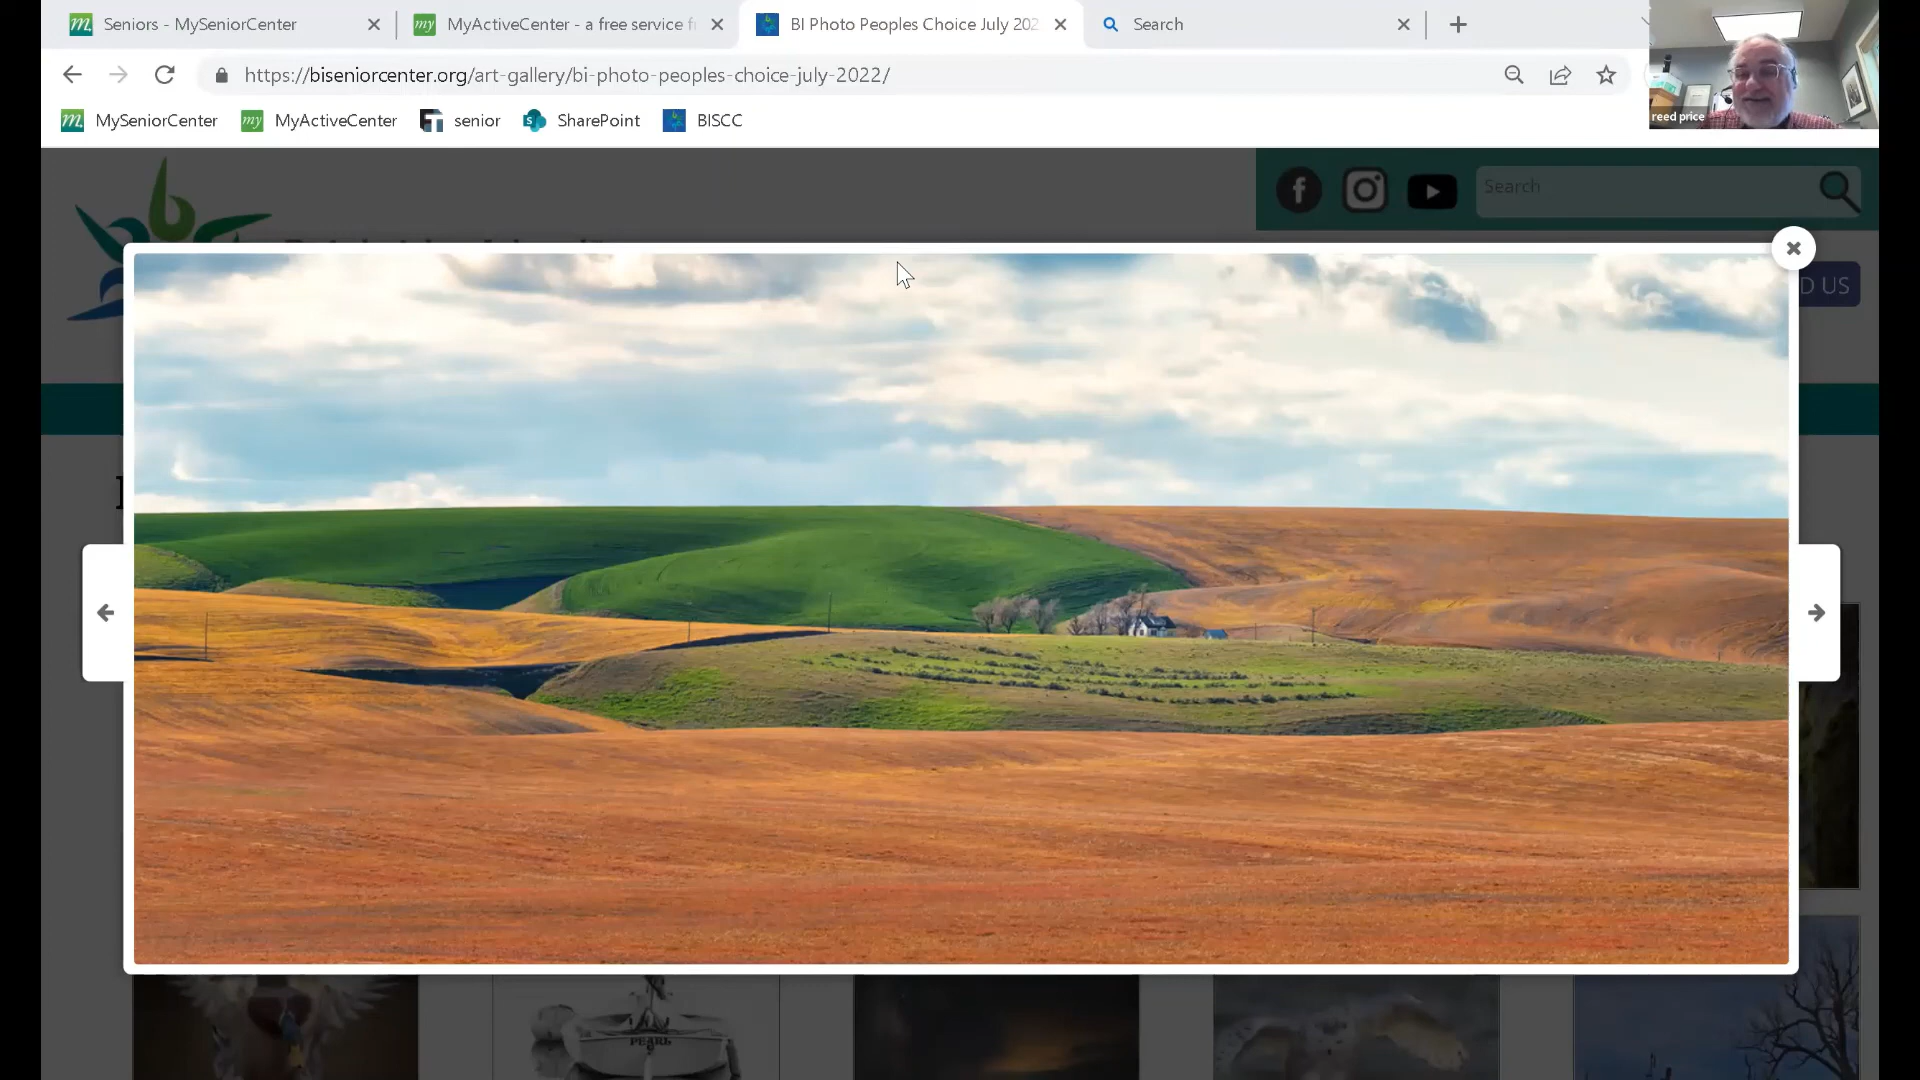 Seniors - MySeniorCenter
MyActiveCenter - a free service f
BI Photo Peoples Choice July 202
Search
https://biseniorcenter.org/art-gallery/bi-photo-peoples-choice-july-2022/
MySeniorCenter
MyActiveCenter
senior
SharePoint
BISCC
reed price
Search
D US
PEARL